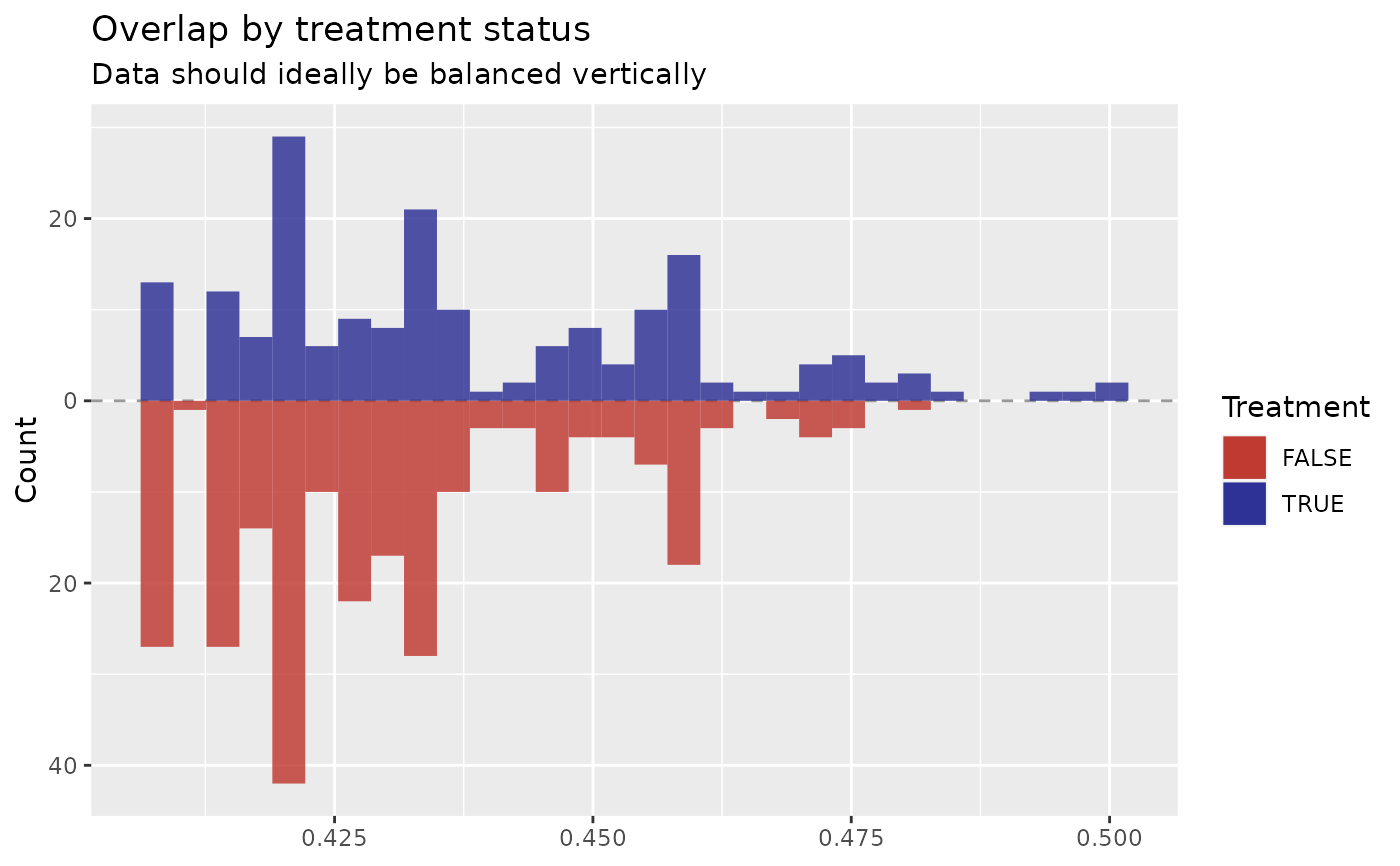 Overlap by treatment status
Data should ideally be balanced vertically
20
0
20
40
Count
0.425 0.450 0.475 0.500
Treatment
FALSE
TRUE